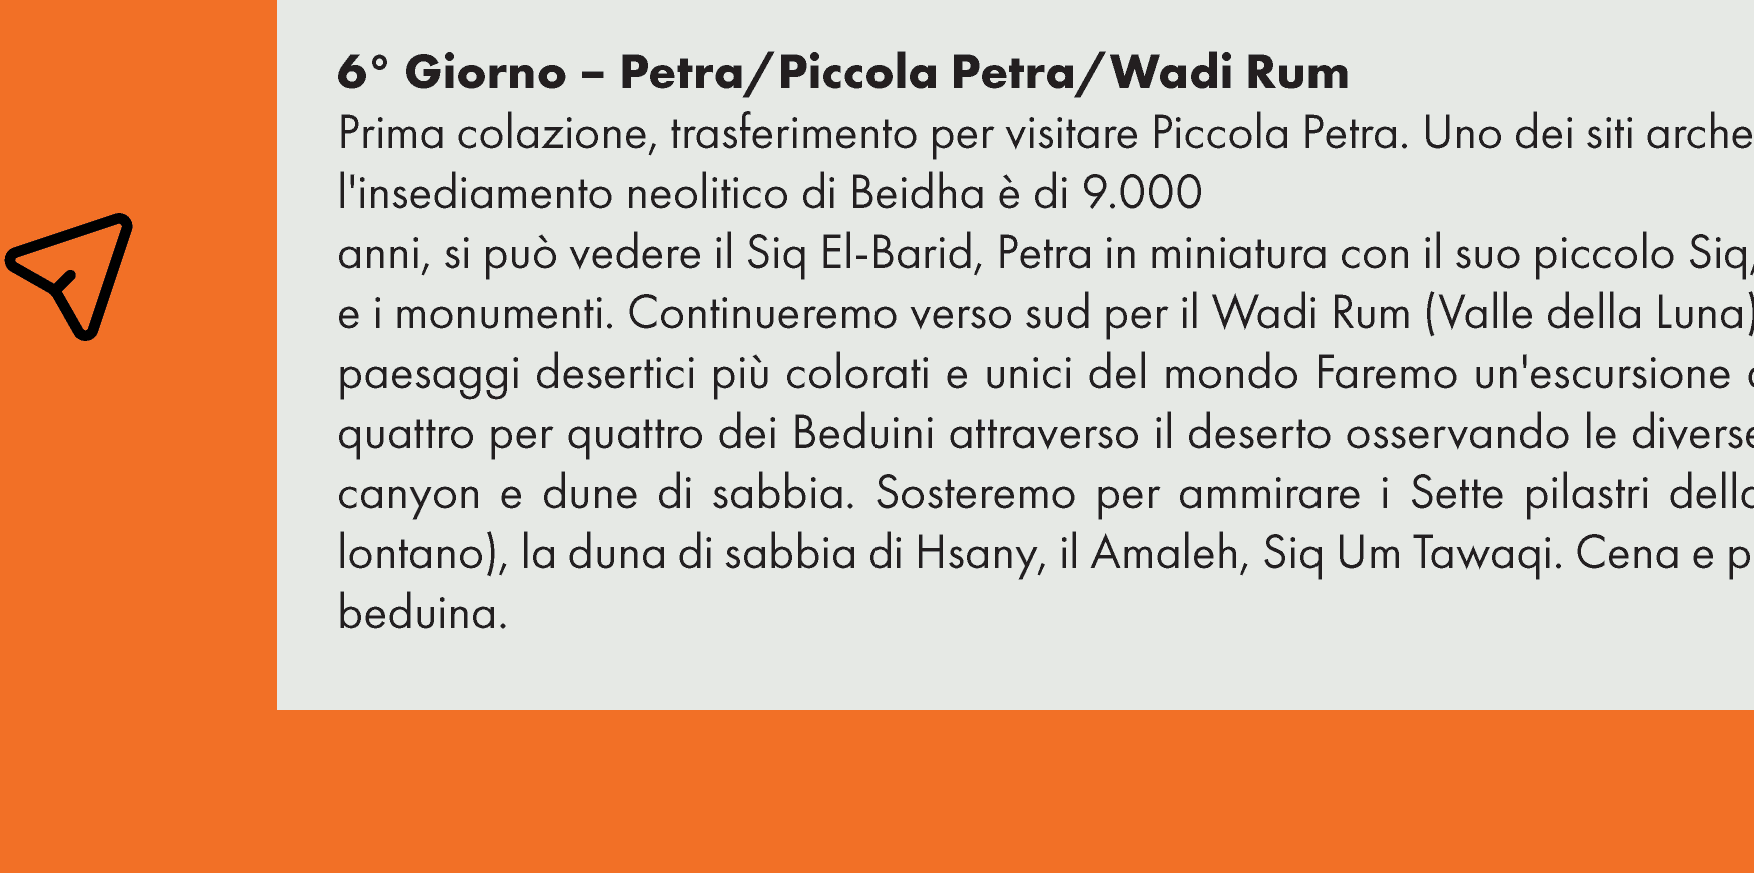 6° Giorno – Petra/Piccola Petra/Wadi Rum
Prima colazione, trasferimento per visitare Piccola Petra. Uno dei siti arche
l'insediamento neolitico di Beidha è di 9.000
anni, si può vedere il Siq El-Barid, Petra in miniatura con il suo piccolo Siq,
e i monumenti. Continueremo verso sud per il Wadi Rum (Valle della Luna)
paesaggi desertici più colorati e unici del mondo Faremo un'escursione
quattro per quattro dei Beduini attraverso il deserto osservando le diverse
canyon e dune di sabbia. Sosteremo per ammirare i Sette pilastri della
lontano), la duna di sabbia di Hsany, il Amaleh, Siq Um Tawaqi. Cena e p
beduina.